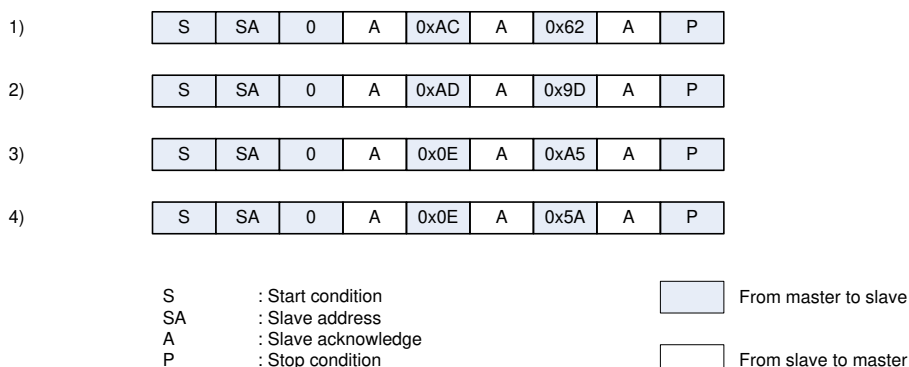 1) S SA 0 A 0xAC A 0x62 A P
2) S SA 0 A 0xAD A 0x9D A P
3) S SA 0 A 0x0E A 0xA5 A P
4) S SA 0 A 0x0E A 0x5A A P
S : Start condition
SA : Slave address
A : Slave acknowledge
P : Stop condition
From master to slave
From slave to master